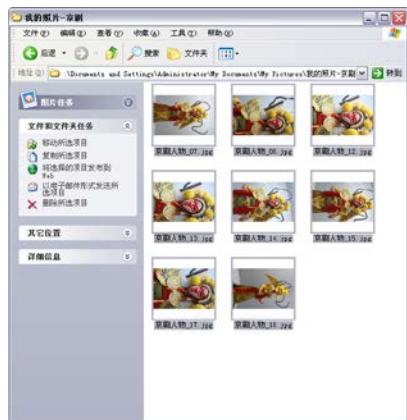 我的照片-京剧
文件(F) 编辑(E) 查看(V) 收藏(A) 工具(T) 帮助(H)
后退 搜索 文件夹
地址(D) \Documents and Settings\Administrator\My Documents\My Pictures\我的照片-京剧 转到
图片任务
文件和文件夹任务
移动所选项目
复制所选项目
将选择的项目发布到
Web
以电子邮件形式发送所
选项目
删除所选项目
其它位置
详细信息
京剧人物_07.jpg 京剧人物_08.jpg 京剧人物_12.jpg
京剧人物_13.jpg 京剧人物_14.jpg 京剧人物_15.jpg
京剧人物_17.jpg 京剧人物_18.jpg